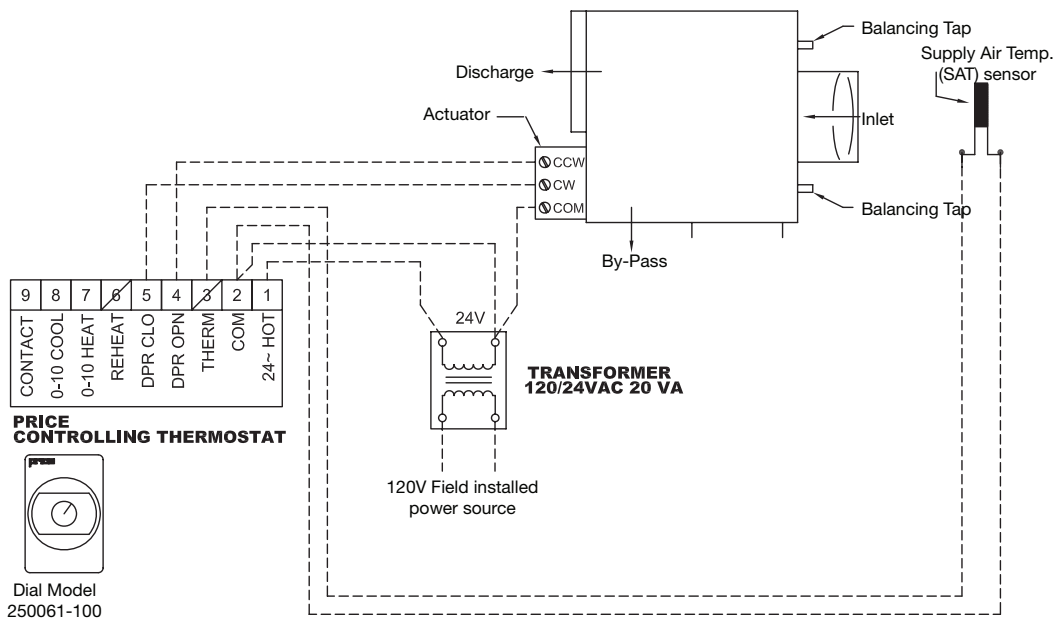 Balancing Tap
Supply Air Temp.
(SAT) sensor
Discharge
Actuator
Inlet
CCW
CW
COM
Balancing Tap
By-Pass
9 8 7 6 5 4 3 2 1
CONTACT
0-10 COOL
0-10 HEAT
REHEAT
DPR CLO
DPR OPN
THERM
COM
24~ HOT
24V
TRANSFORMER
120/24VAC 20 VA
PRICE
CONTROLLING THERMOSTAT
120V Field installed
power source
Dial Model
250061-100